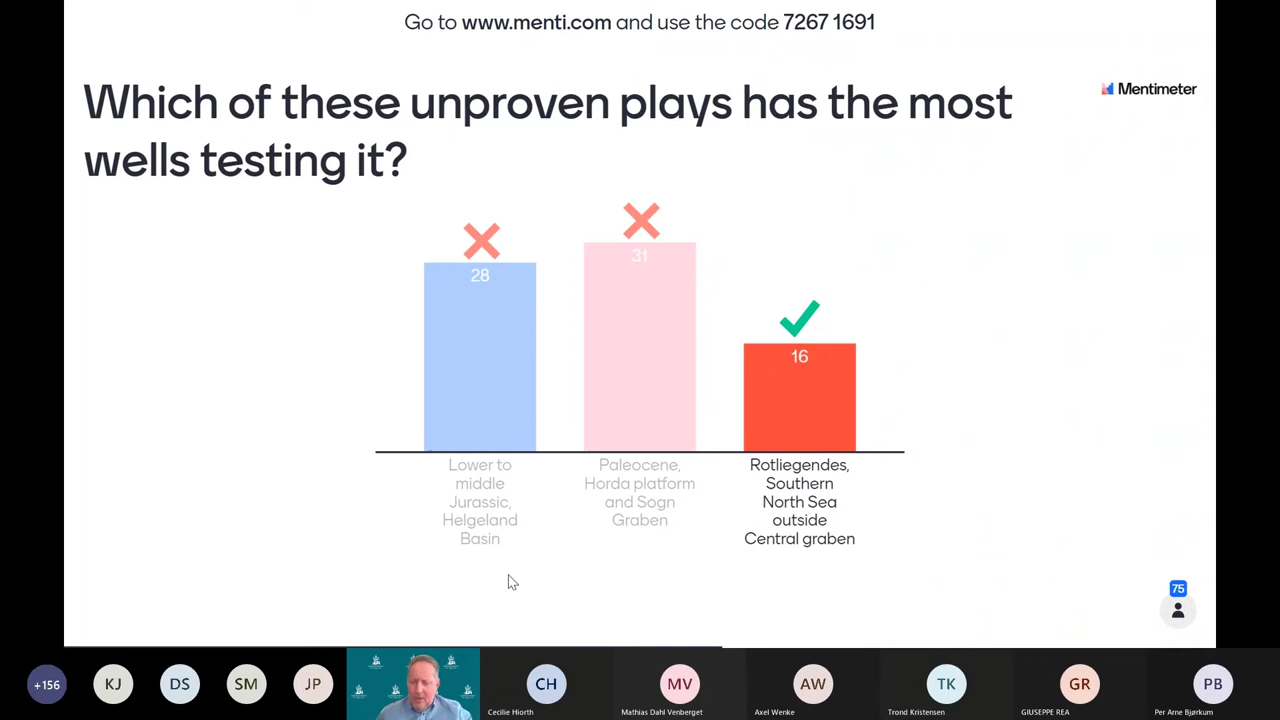 Go to www.menti.com and use the code 7267 1691
Mentimeter
Which of these unproven plays has the most
wells testing it?
28
31
16
Lower to
middle
Jurassic,
Helgeland
Basin
Paleocene,
Horda platform
and Sogn
Graben
Rotliegendes,
Southern
North Sea
outside
Central graben
75
+156
KJ
DS
SM
JP
CH
Cecilie Hiorth
MV
Mathias Dahl Venberget
AW
Axel Wenke
TK
Trond Kristensen
GR
GIUSEPPE REA
PB
Per Arne Bjørkum